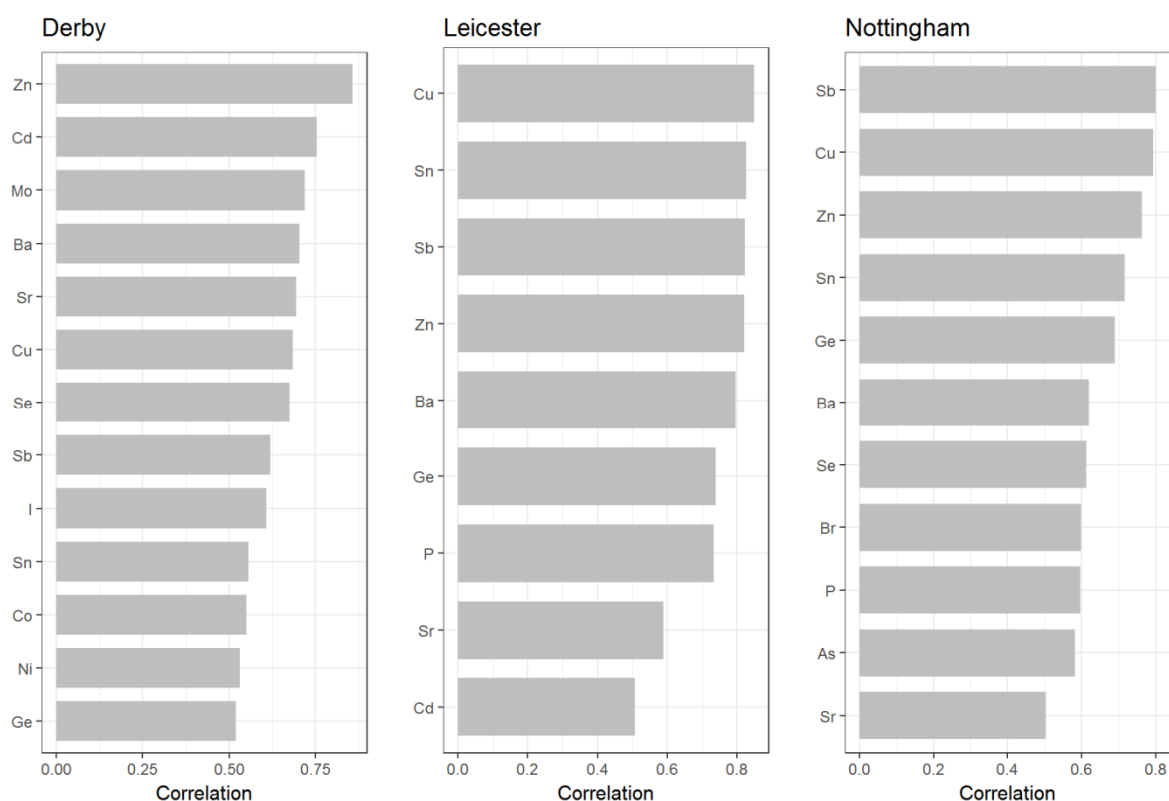 Derby
Zn
Cd
Mo
Ba
Sr
Cu
Se
Sb
I
Sn
Co
Ni
Ge
0.00 0.25 0.50 0.75
Correlation
Leicester
Cu
Sn
Sb
Zn
Ba
Ge
P
Sr
Cd
0.0 0.2 0.4 0.6 0.8
Correlation
Nottingham
Sb
Cu
Zn
Sn
Ge
Ba
Se
Br
P
As
Sr
0.0 0.2 0.4 0.6 0.8
Correlation